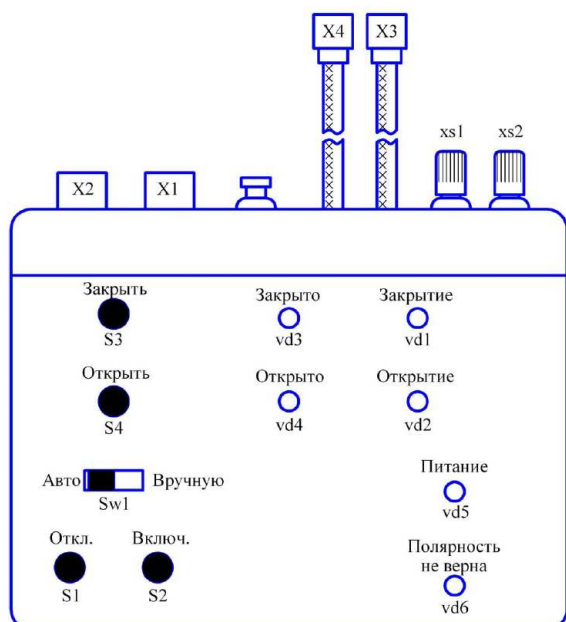 X4 X3
xs1 xs2
X2 X1
Закрыть Закрыто Закрытие
S3 vd3 vd1
Открыть Открыто Открытие
S4 vd4 vd2
Авто Вручную Питание
Sw1 vd5
Откл. Включ. Полярность
не верна
S1 S2 vd6